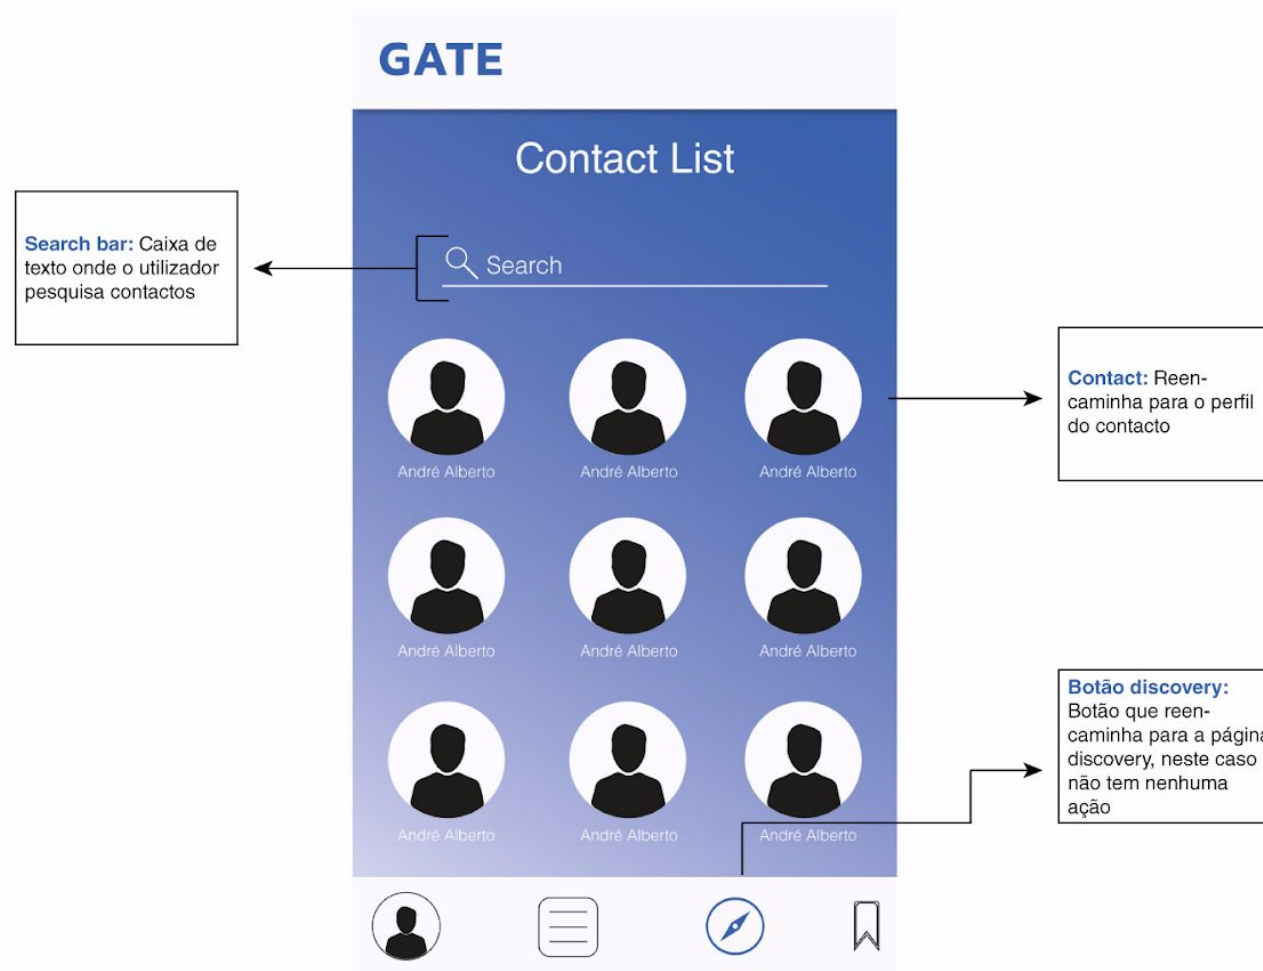 GATE
Contact List
Search bar: Caixa de
texto onde o utilizador
pesquisa contactos
Search
Contact: Reen-
caminha para o perfil
do contacto
André Alberto
André Alberto
André Alberto
André Alberto
André Alberto
André Alberto
Botão discovery:
Botão que reen-
caminha para a página
discovery, neste caso
não tem nenhuma
ação
André Alberto
André Alberto
André Alberto